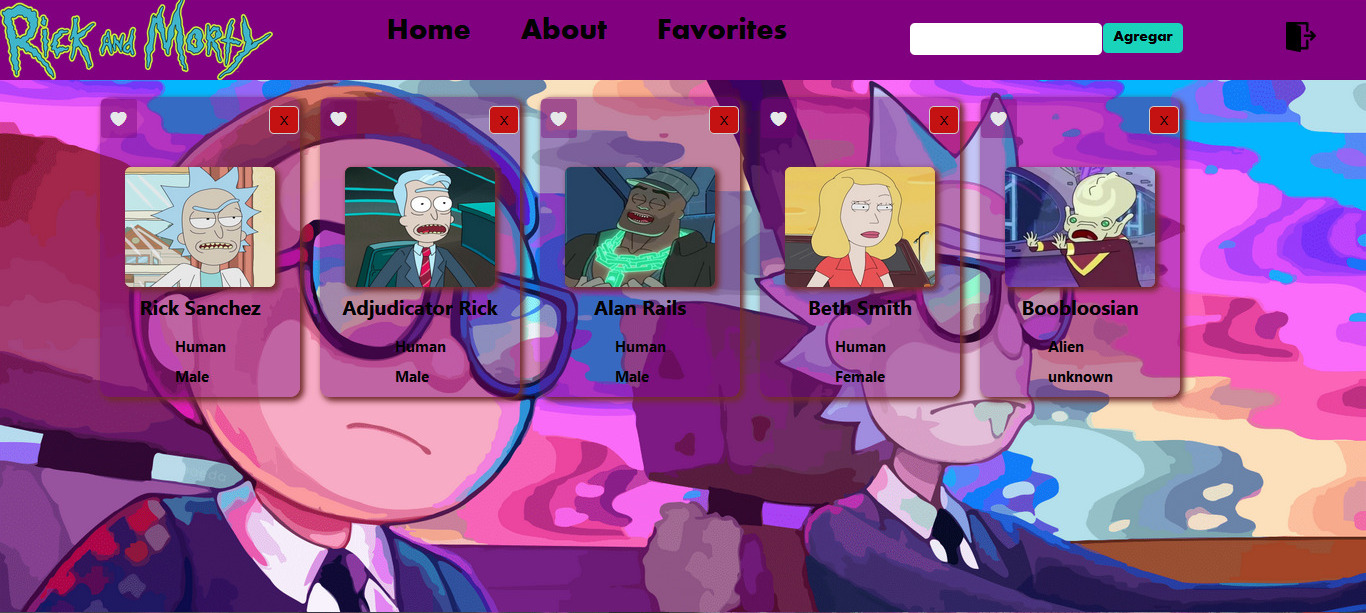 Rick and Morty
Home About Favorites
Agregar
X X X X X
Rick Sanchez
Human
Male
Adjudicator Rick
Human
Male
Alan Rails
Human
Male
Beth Smith
Human
Female
Boobloosian
Alien
unknown